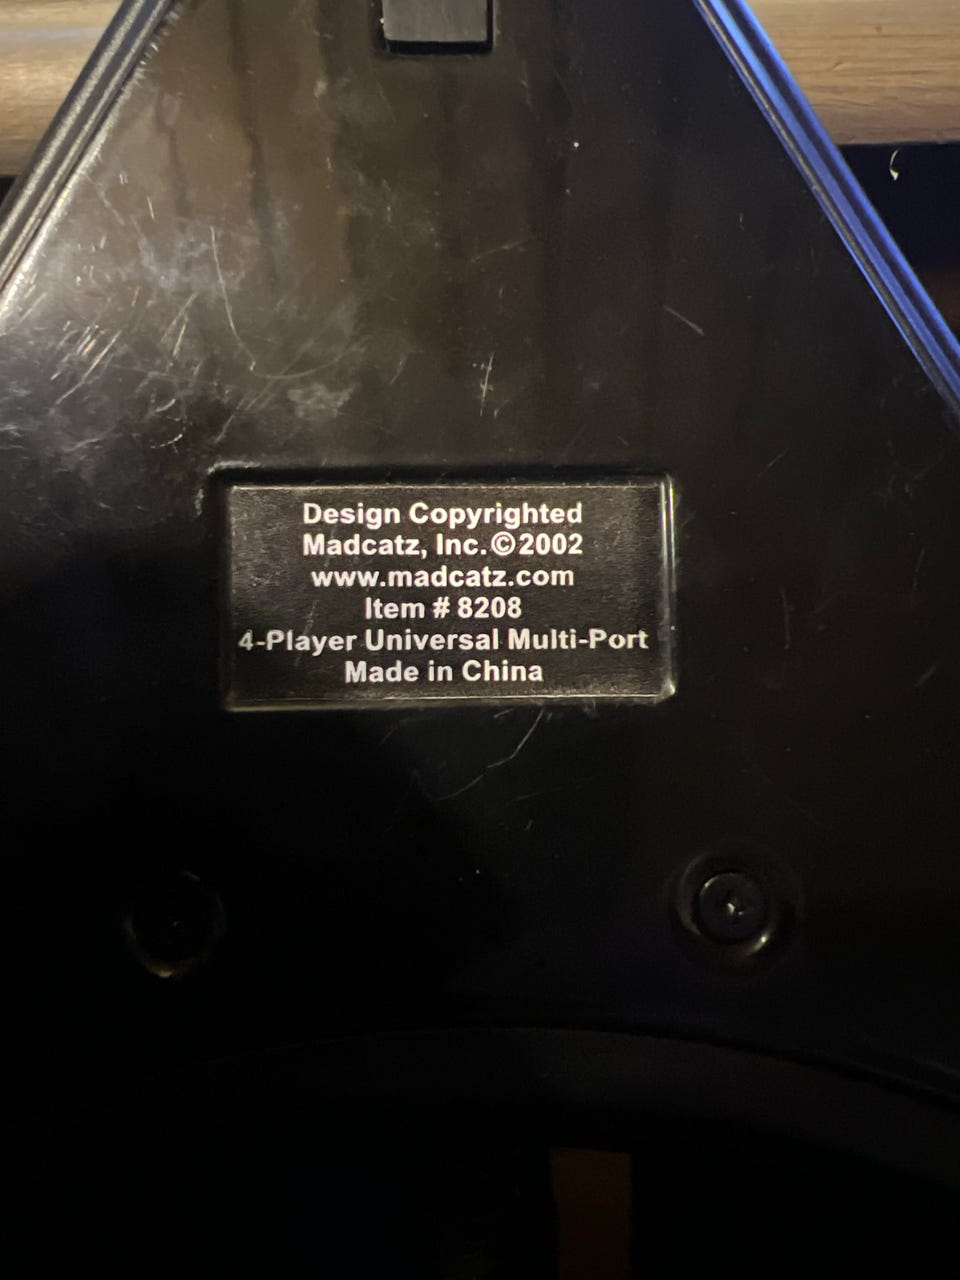 Design Copyrighted
Madcatz, Inc. ©2002
www.madcatz.com
Item # 8208
4-Player Universal Multi-Port
Made in China